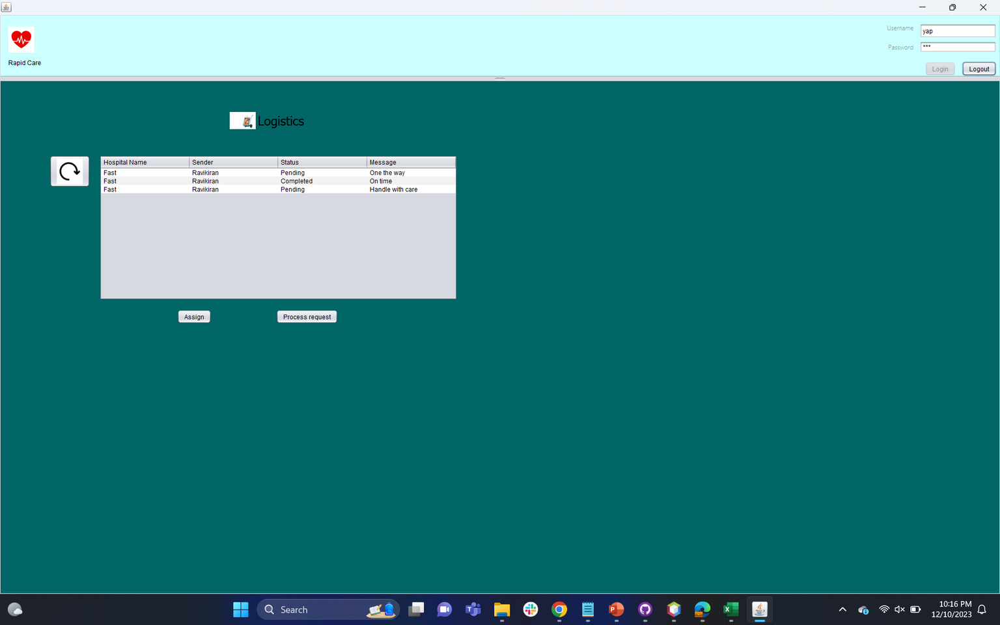 Username yap
Password ***
Rapid Care
Login Logout
Logistics
Hospital Name Sender Status Message
Fast Ravikiran Pending One the way
Fast Ravikiran Completed On time
Fast Ravikiran Pending Handle with care
Assign Process request
Search
10:16 PM
12/10/2023